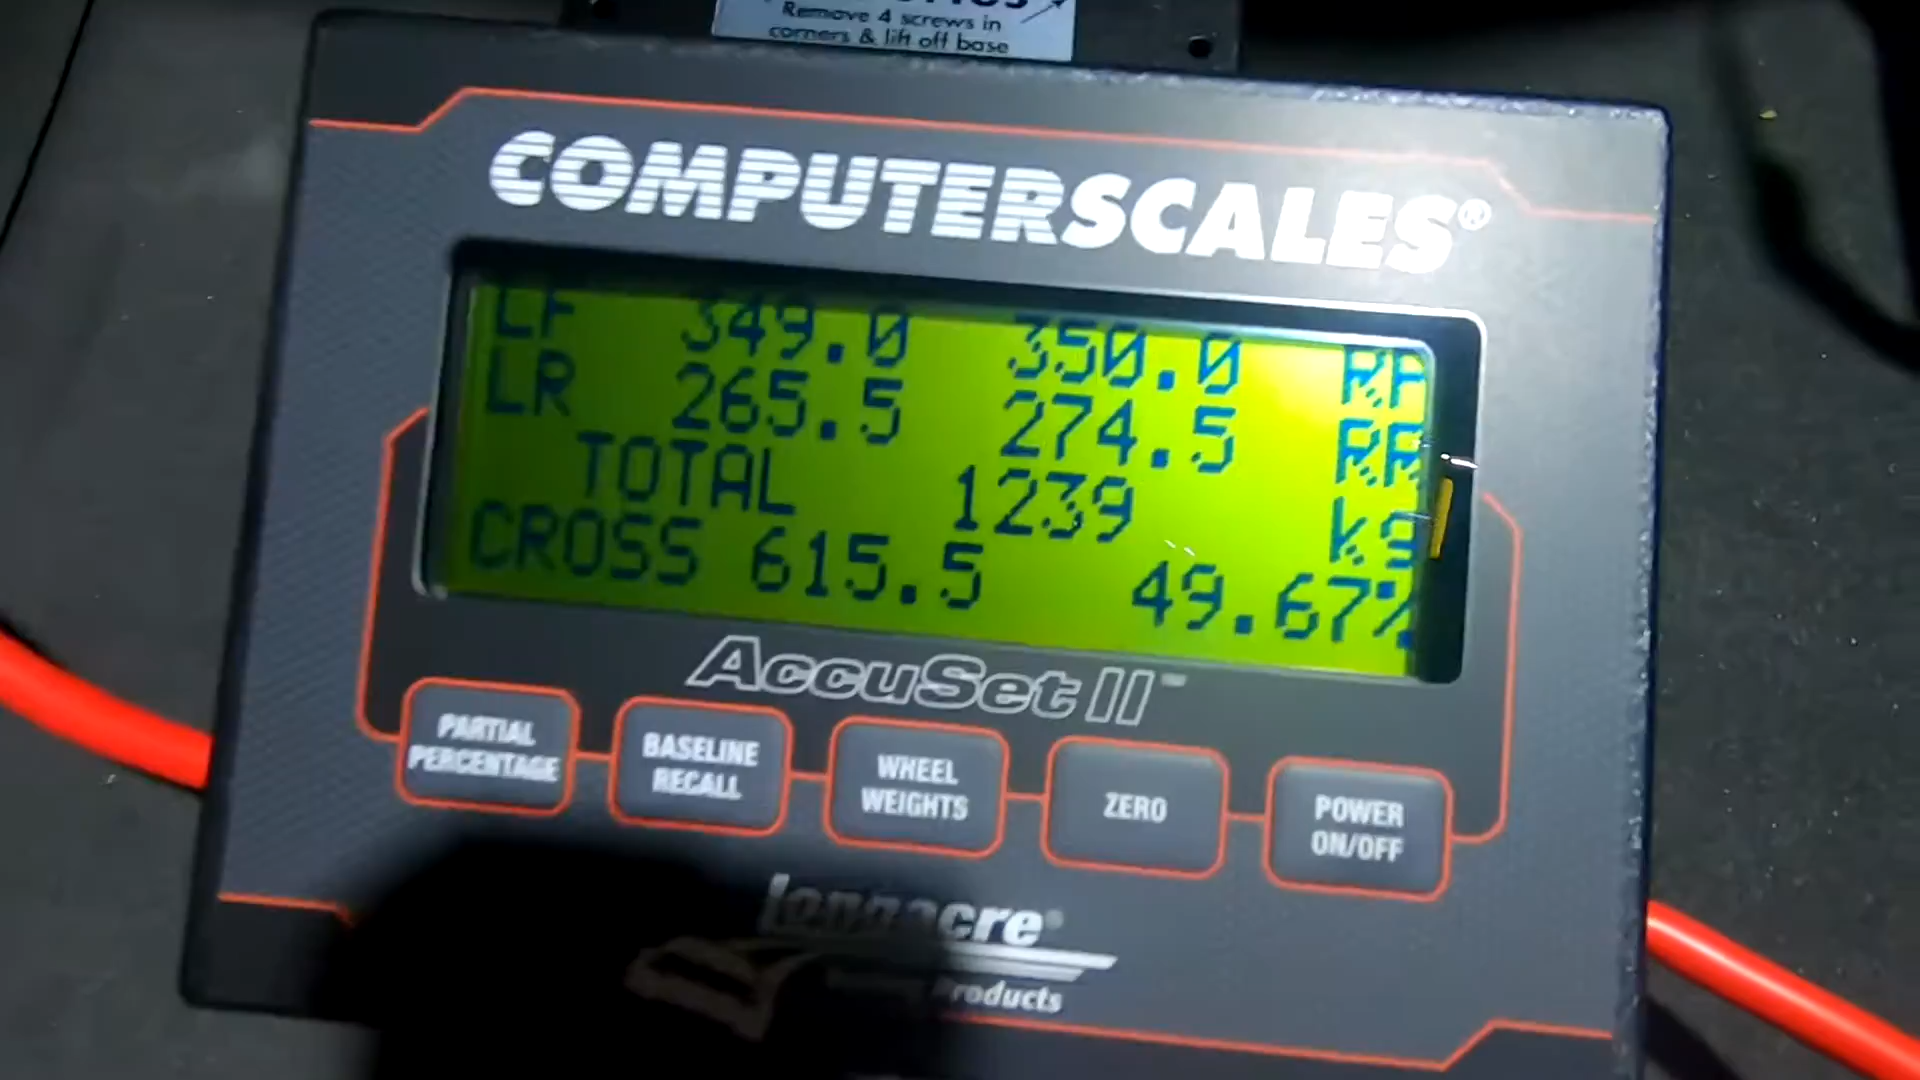 Remove 4 screws in
corners & lift off base
COMPUTERSCALES®
LF 349.0 350.0 RF
LR 265.5 274.5 RR
TOTAL 1239 kg
CROSS 615.5 49.67%
AccuSet II™
PARTIAL PERCENTAGE
BASELINE RECALL
WHEEL WEIGHTS
ZERO
POWER ON/OFF
longacre®
Products